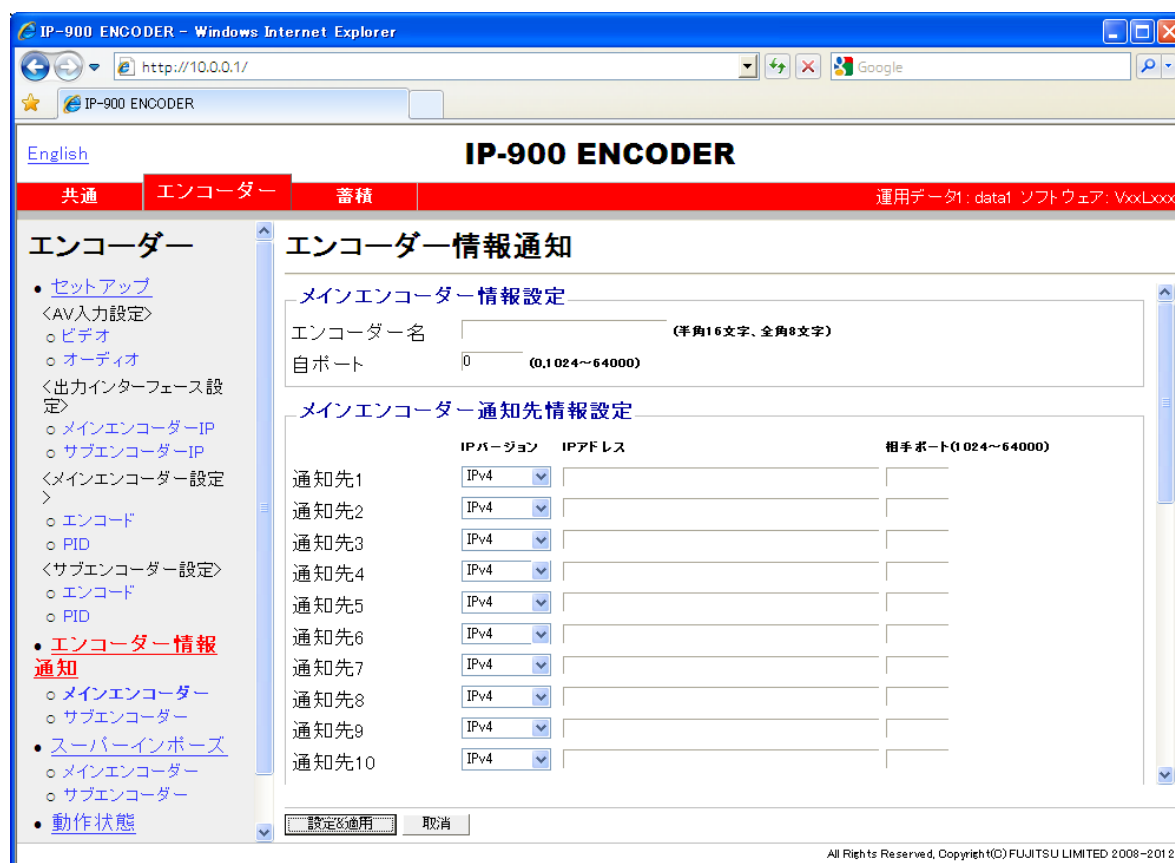 IP-900 ENCODER - Windows Internet Explorer
http://10.0.0.1/
Google
IP-900 ENCODER
English
IP-900 ENCODER
共通
エンコーダー
蓄積
運用データ1: data1 ソフトウェア: VxxLxxx
エンコーダー
• セットアップ
〈AV入力設定〉
○ ビデオ
○ オーディオ
〈出力インターフェース設
定〉
○ メインエンコーダーIP
○ サブエンコーダーIP
〈メインエンコーダー設定
〉
○ エンコード
○ PID
〈サブエンコーダー設定〉
○ エンコード
○ PID
• エンコーダー情報
通知
○ メインエンコーダー
○ サブエンコーダー
• スーパーインポーズ
○ メインエンコーダー
○ サブエンコーダー
• 動作状態
エンコーダー情報通知
メインエンコーダー情報設定
エンコーダー名 (半角16文字、全角8文字)
自ポート 0 (0,1024～64000)
メインエンコーダー通知先情報設定
IPバージョン IPアドレス 相手ポート(1024～64000)
通知先1 IPv4
通知先2 IPv4
通知先3 IPv4
通知先4 IPv4
通知先5 IPv4
通知先6 IPv4
通知先7 IPv4
通知先8 IPv4
通知先9 IPv4
通知先10 IPv4
設定&適用 取消
All Rights Reserved, Copyright(C) FUJITSU LIMITED 2008-2012